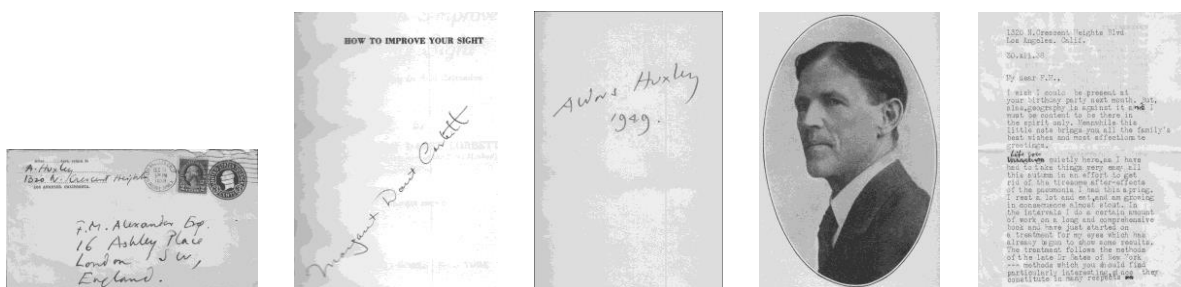 A. Huxley
1320 N. Crescent Heights
LOS ANGELES, CALIFORNIA.
F.M. Alexander Esq.
16 Ashley Place
London S W 1,
England.
HOW TO IMPROVE YOUR SIGHT
Margaret Darst Corbett
Aldous Huxley
1949.
1320 N.Crescent Heights Blvd
Los Angeles. Calif.
30.xii.38
My dear F.M.,
I wish I could be present at
your birthday party next month, but,
alas,geography is against it and I
must be content to be there in
the spirit only. Meanwhile this
little note brings you all the family's
best wishes and most affectionate
greetings.
Life goes
quietly here,as I have
had to take things very easy all
this autumn in an effort to get
rid of the tiresome after-effects
of the pneumonia I had this spring.
I rest a lot and eat,and am growing
in consequence almost stout. In
the intervals I do a certain amount
of work on a long and comprehensive
book and have just started on
a treatment for my eyes which has
already begun to show some results.
The treatment follows the methods
of the late Dr Bates of New York
--- methods which you should find
particularly interesting,since they
constitute in many respects